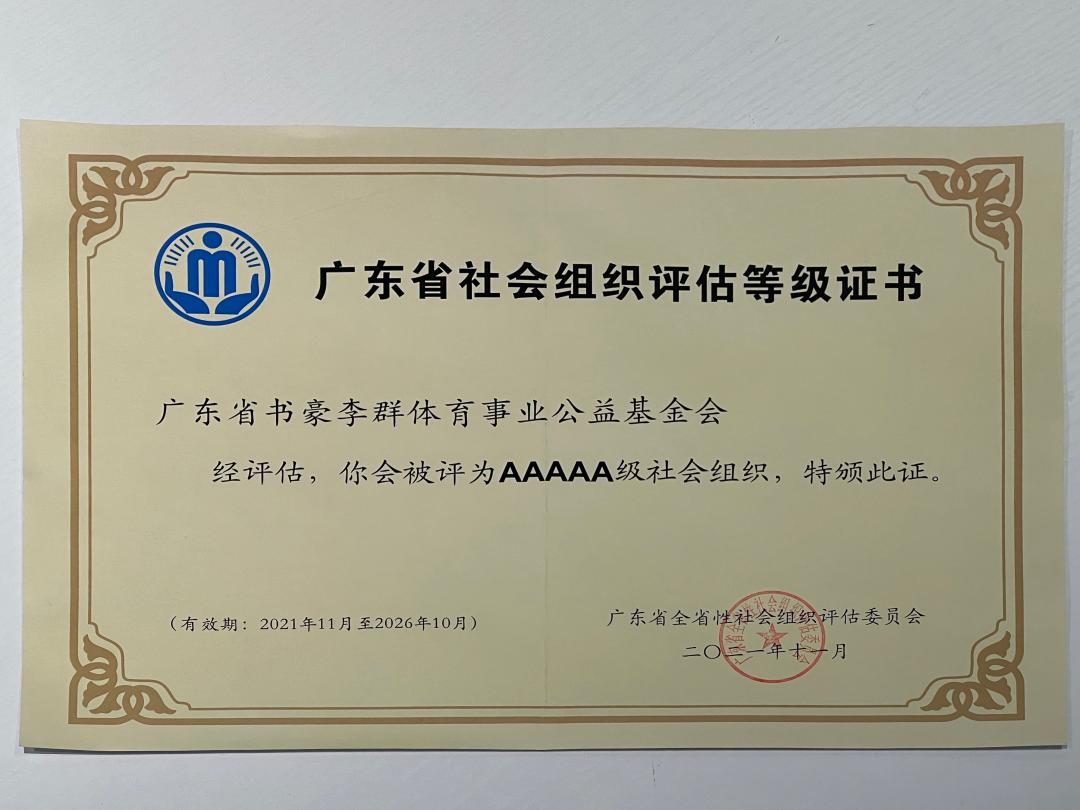 广东省社会组织评估等级证书
广东省书豪李群体育事业公益基金会
经评估，你会被评为AAAAA级社会组织，特颁此证。
（有效期：2021年11月至2026年10月）
广东省全省性社会组织评估委员会
二〇二一年十一月